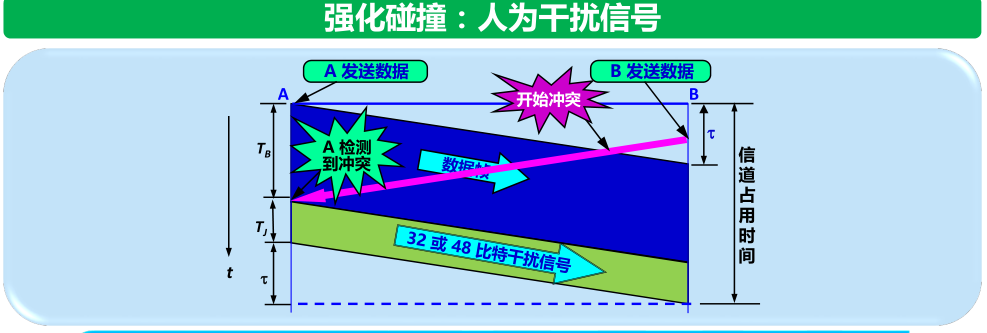 强化碰撞：人为干扰信号
A 发送数据
B 发送数据
A
B
开始冲突
τ
T_B
A 检测
到冲突
数据帧
信道占用时间
T_J
32 或 48 比特干扰信号
t
τ